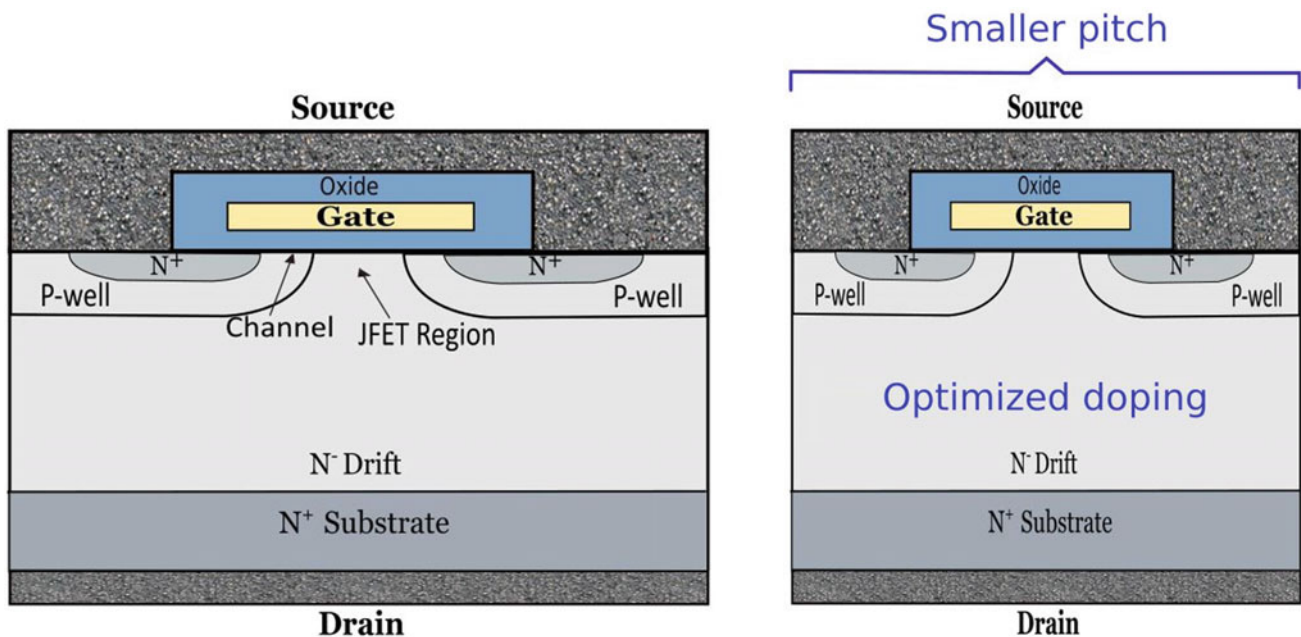 Source
Oxide
Gate
N⁺
N⁺
P-well
P-well
Channel
JFET Region
N⁻ Drift
N⁺ Substrate
Drain
Smaller pitch
Source
Oxide
Gate
N⁺
N⁺
P-well
P-well
Optimized doping
N⁻ Drift
N⁺ Substrate
Drain